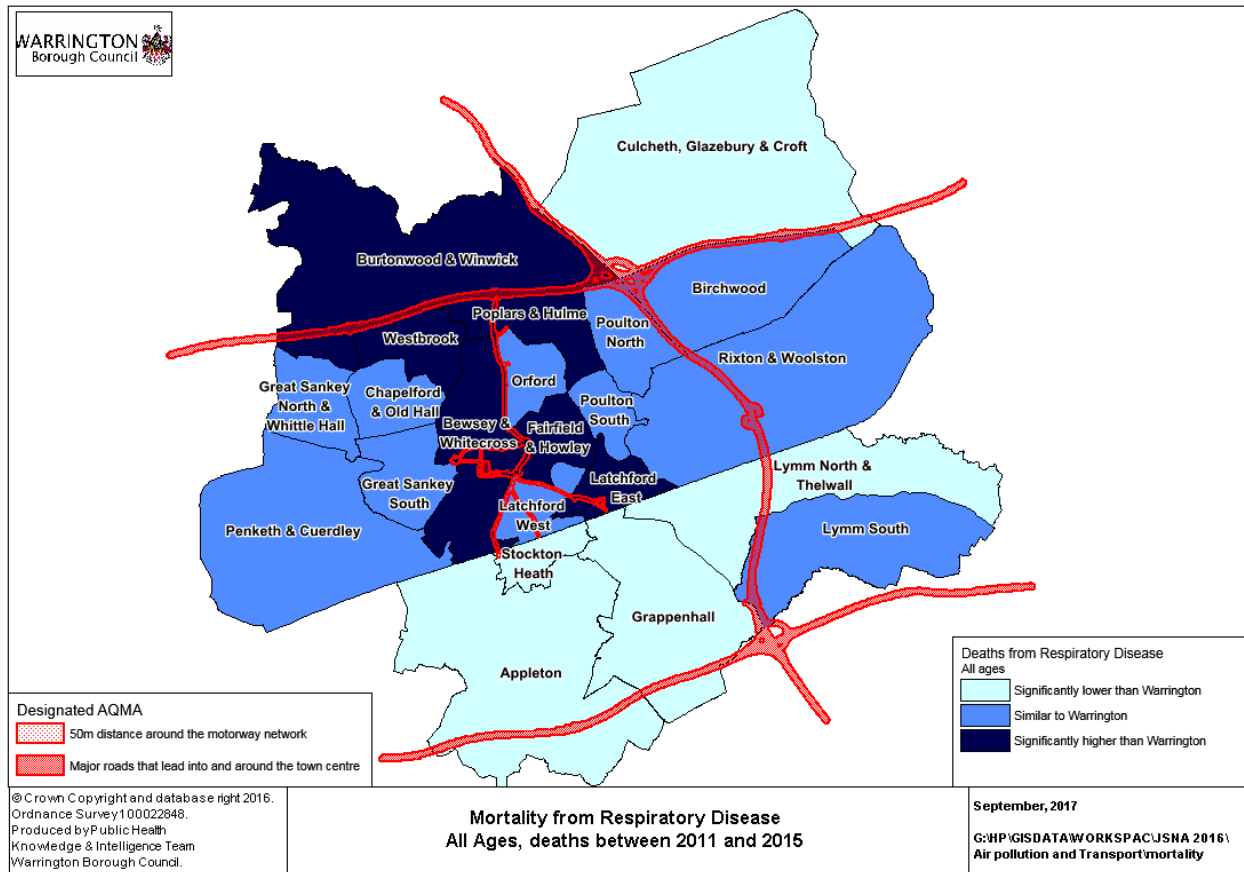 WARRINGTON
Borough Council
Culcheth, Glazebury & Croft
Burtonwood & Winwick
Birchwood
Poplars & Hulme
Poulton
North
Westbrook
Rixton & Woolston
Great Sankey
North &
Whittle Hall
Chapelford
& Old Hall
Orford
Poulton
South
Bewsey &
Whitecross
Fairfield
& Howley
Latchford
East
Lymm North &
Thelwall
Great Sankey
South
Latchford
West
Penketh & Cuerdley
Lymm South
Stockton
Heath
Grappenhall
Appleton
Designated AQMA
50m distance around the motorway network
Major roads that lead into and around the town centre
Deaths from Respiratory Disease
All ages
Significantly lower than Warrington
Similar to Warrington
Significantly higher than Warrington
© Crown Copyright and database right 2016.
Ordnance Survey100022848.
Produced by Public Health
Knowledge & Intelligence Team
Warrington Borough Council.
Mortality from Respiratory Disease
All Ages, deaths between 2011 and 2015
September, 2017
G:\HP\GISDATA\WORKSPAC\JSNA 2016\
Air pollution and Transport\mortality